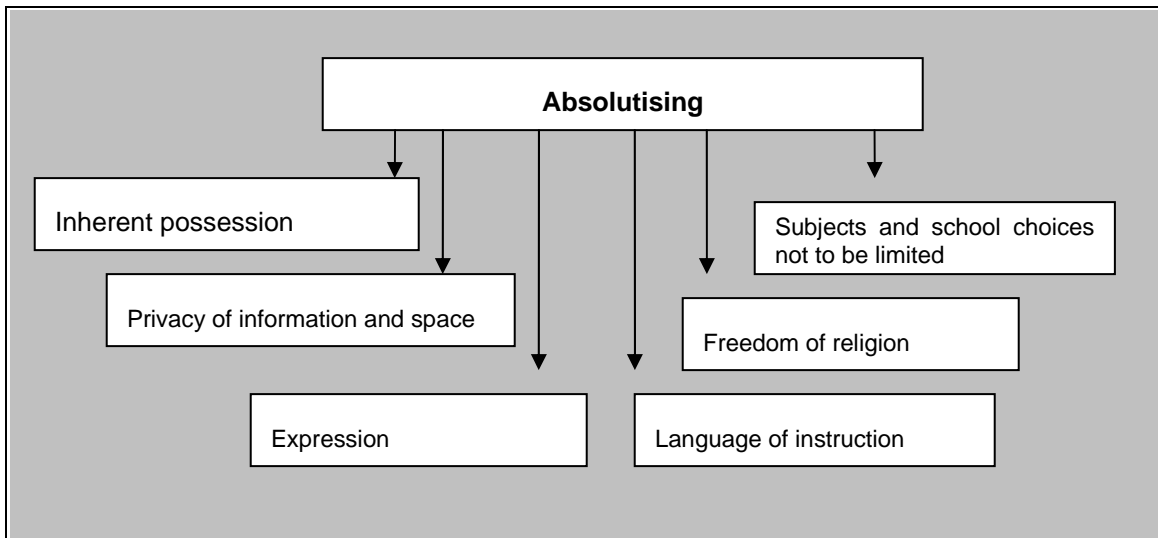 Absolutising
Inherent possession
Subjects and school choices
not to be limited
Privacy of information and space
Freedom of religion
Expression
Language of instruction